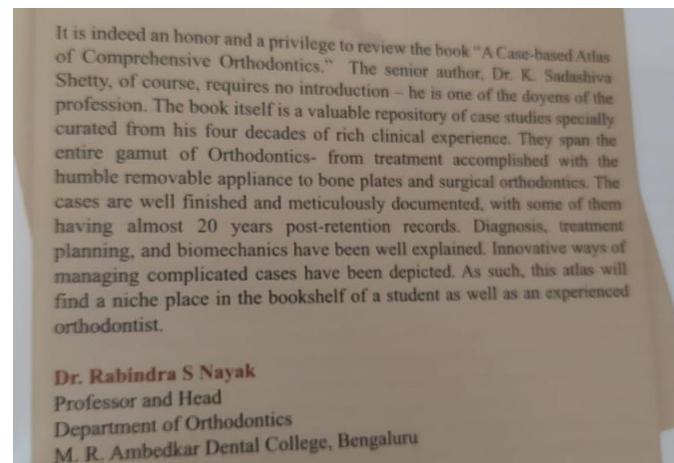 It is indeed an honor and a privilege to review the book "A Case-based Atlas
of Comprehensive Orthodontics." The senior author, Dr. K. Sadashiva
Shetty, of course, requires no introduction – he is one of the doyens of the
profession. The book itself is a valuable repository of case studies specially
curated from his four decades of rich clinical experience. They span the
entire gamut of Orthodontics- from treatment accomplished with the
humble removable appliance to bone plates and surgical orthodontics. The
cases are well finished and meticulously documented, with some of them
having almost 20 years post-retention records. Diagnosis, treatment
planning, and biomechanics have been well explained. Innovative ways of
managing complicated cases have been depicted. As such, this atlas will
find a niche place in the bookshelf of a student as well as an experienced
orthodontist.
Dr. Rabindra S Nayak
Professor and Head
Department of Orthodontics
M. R. Ambedkar Dental College, Bengaluru